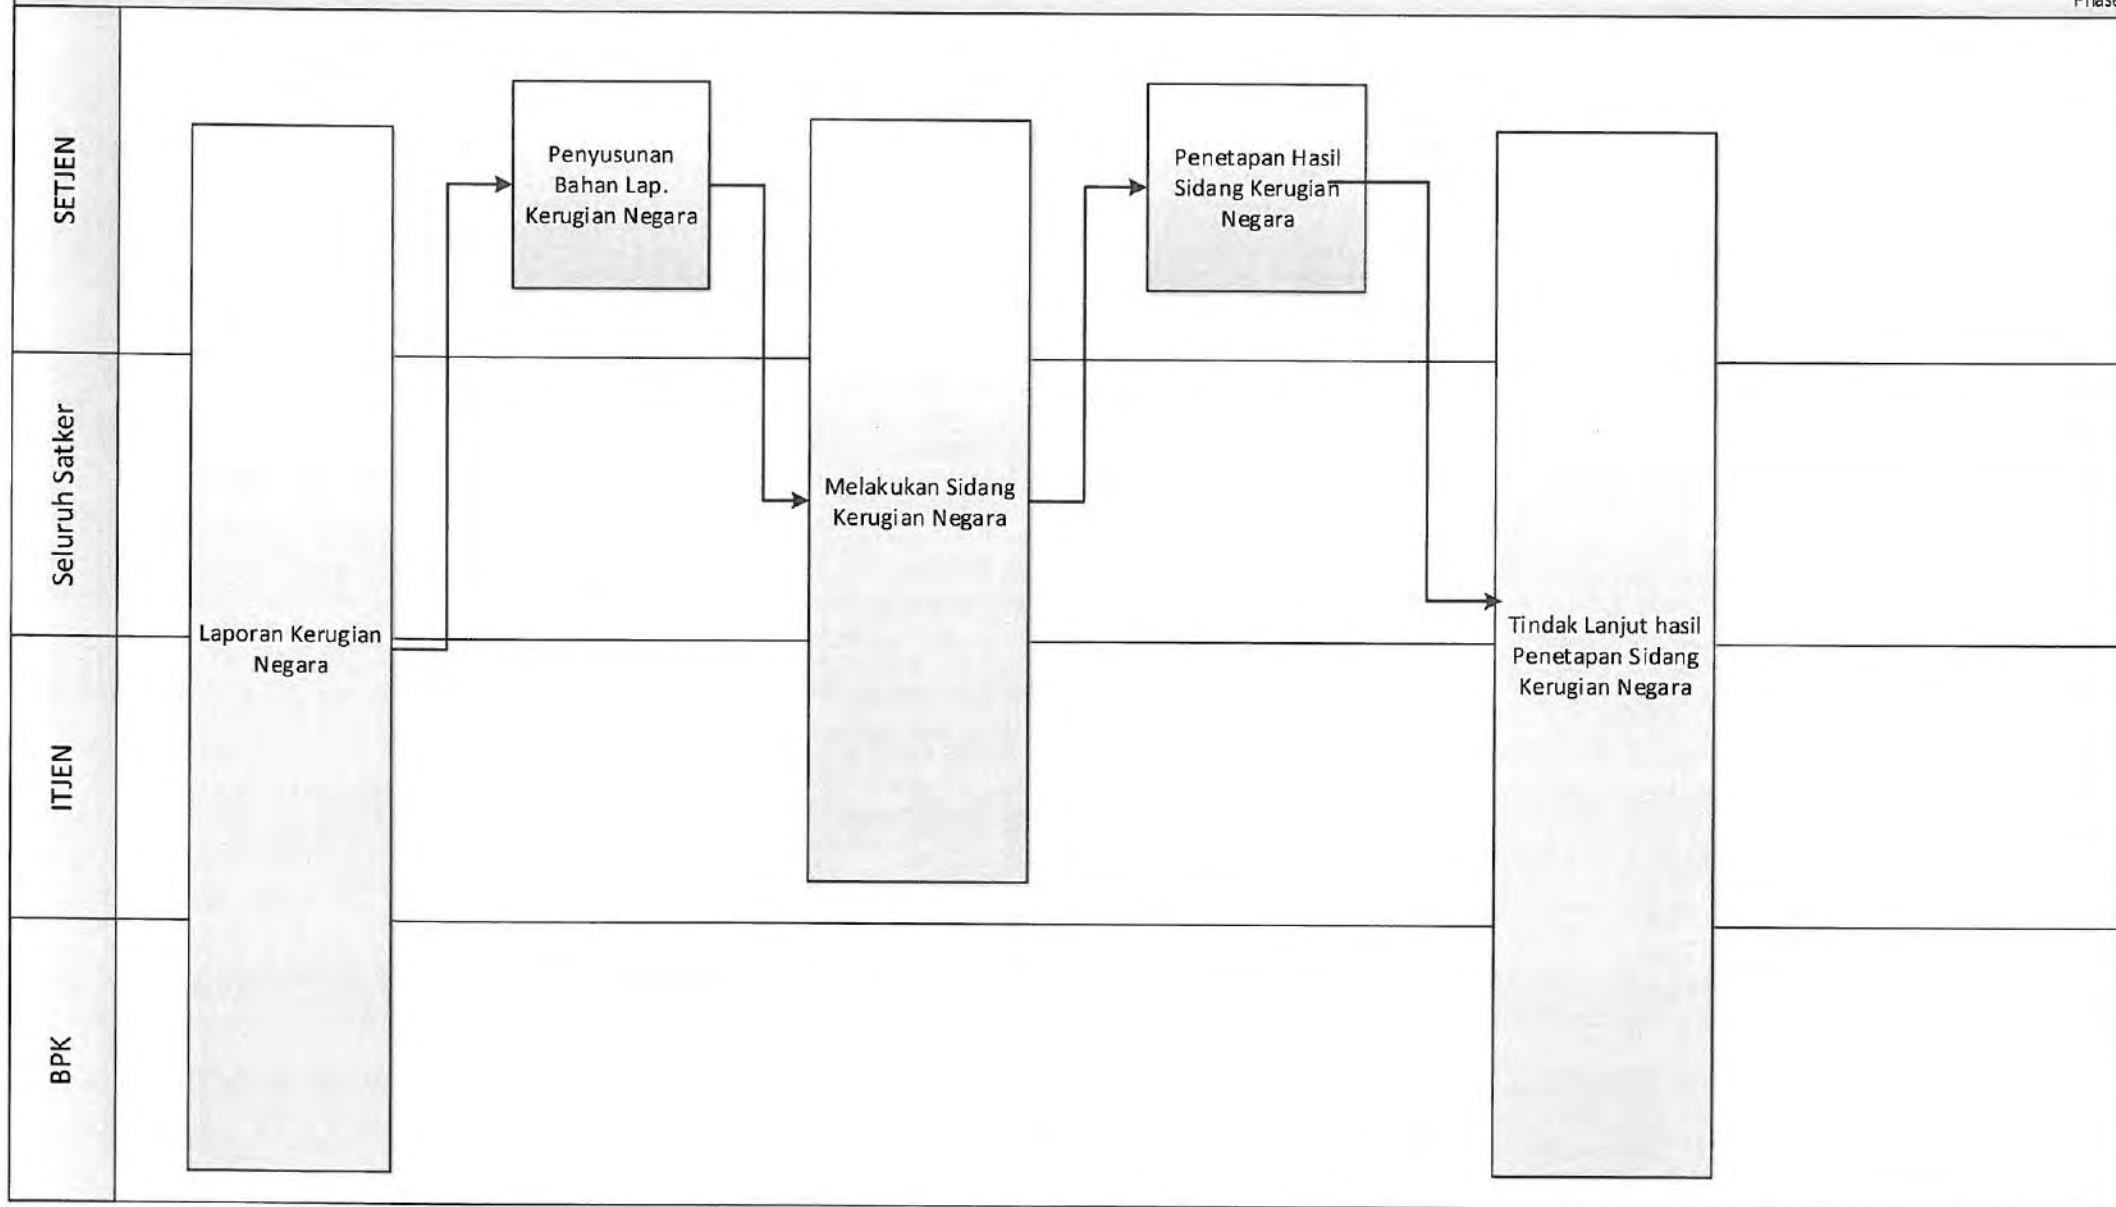 Phase
SETJEN
Seluruh Satker
ITJEN
BPK
Laporan Kerugian
Negara
Penyusunan
Bahan Lap.
Kerugian Negara
Melakukan Sidang
Kerugian Negara
Penetapan Hasil
Sidang Kerugian
Negara
Tindak Lanjut hasil
Penetapan Sidang
Kerugian Negara